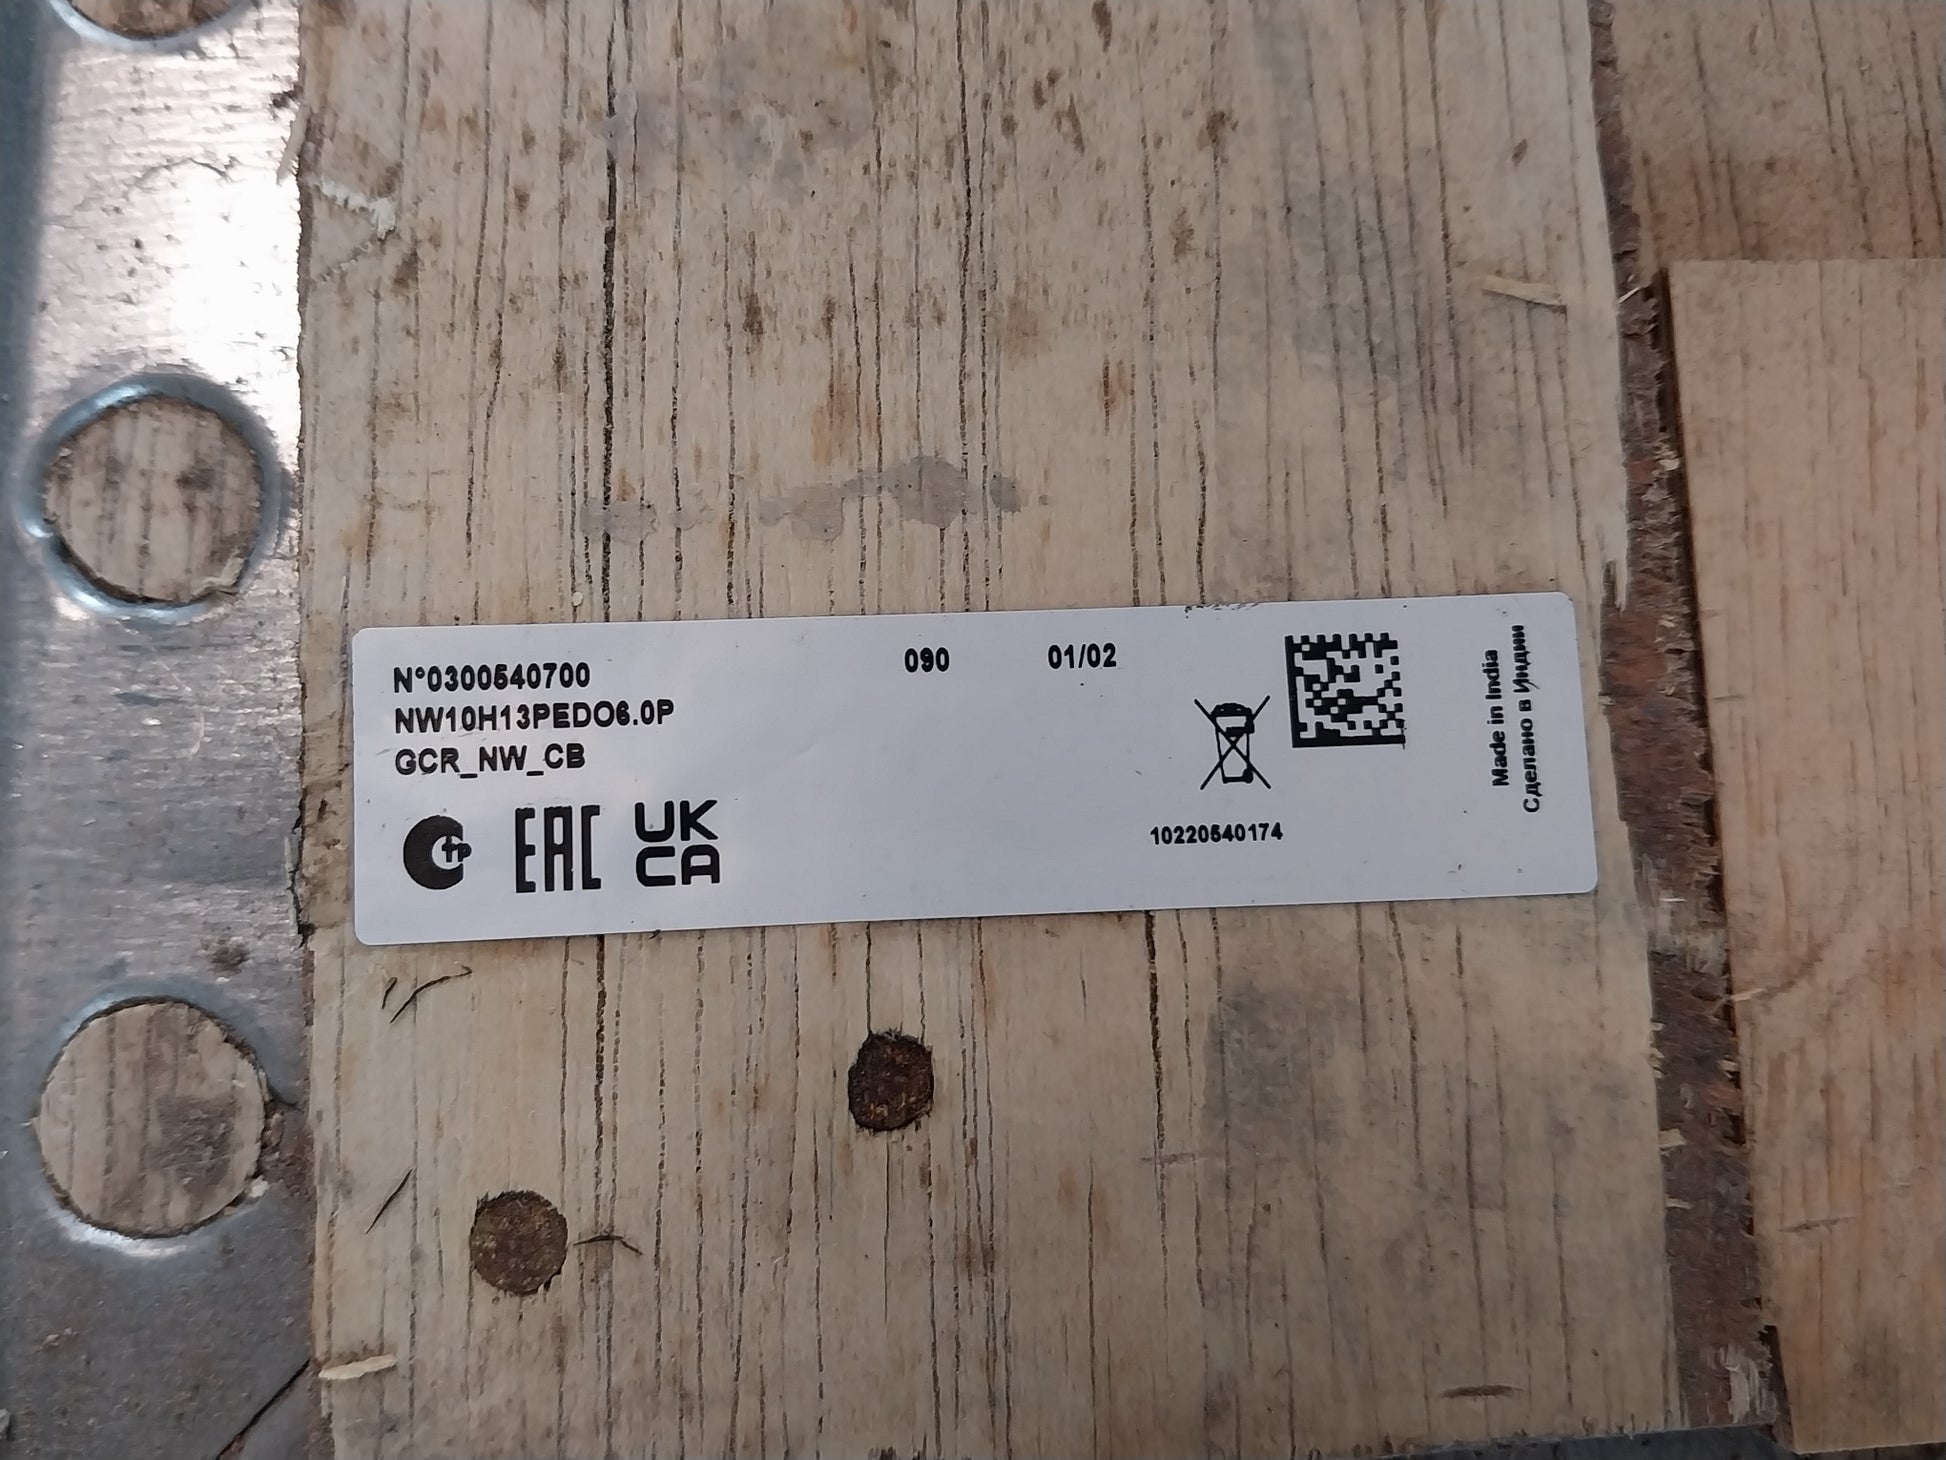 N°0300540700 090 01/02
NW10H13PEDO6.0P
GCR_NW_CB
EAC UK
CA
10220540174
Made in India
Сделано в Индии